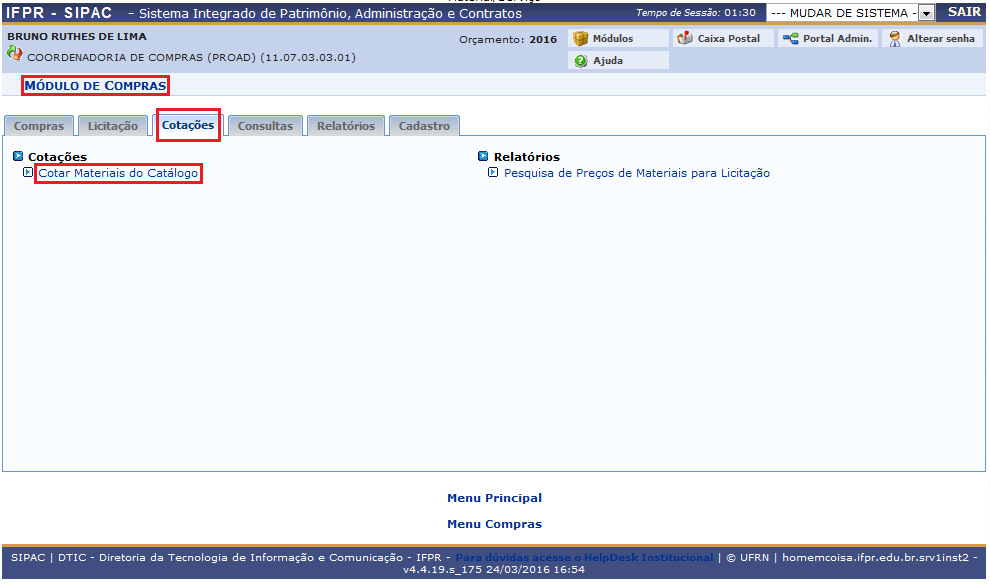 IFPR - SIPAC - Sistema Integrado de Patrimônio, Administração e Contratos Tempo de Sessão: 01:30 --- MUDAR DE SISTEMA - SAIR
BRUNO RUTHES DE LIMA Orçamento: 2016 Módulos Caixa Postal Portal Admin. Alterar senha
COORDENADORIA DE COMPRAS (PROAD) (11.07.03.03.01) Ajuda
MÓDULO DE COMPRAS
Compras Licitação Cotações Consultas Relatórios Cadastro
Cotações Relatórios
Cotar Materiais do Catálogo Pesquisa de Preços de Materiais para Licitação
Menu Principal
Menu Compras
SIPAC | DTIC - Diretoria da Tecnologia de Informação e Comunicação - IFPR - Para dúvidas acesse o HelpDesk Institucional | © UFRN | homemcoisa.ifpr.edu.br.srv1inst2 -
v4.4.19.s_175 24/03/2016 16:54